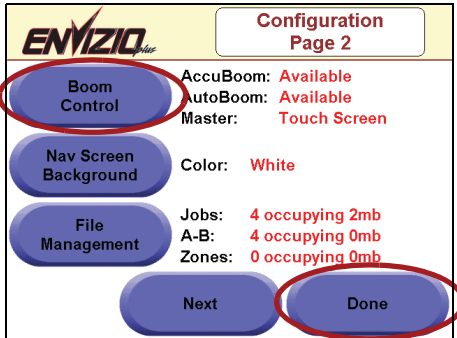 ENVIZIO plus
Configuration
Page 2
Boom
Control
AccuBoom: Available
AutoBoom: Available
Master: Touch Screen
Nav Screen
Background
Color: White
File
Management
Jobs: 4 occupying 2mb
A-B: 4 occupying 0mb
Zones: 0 occupying 0mb
Next
Done